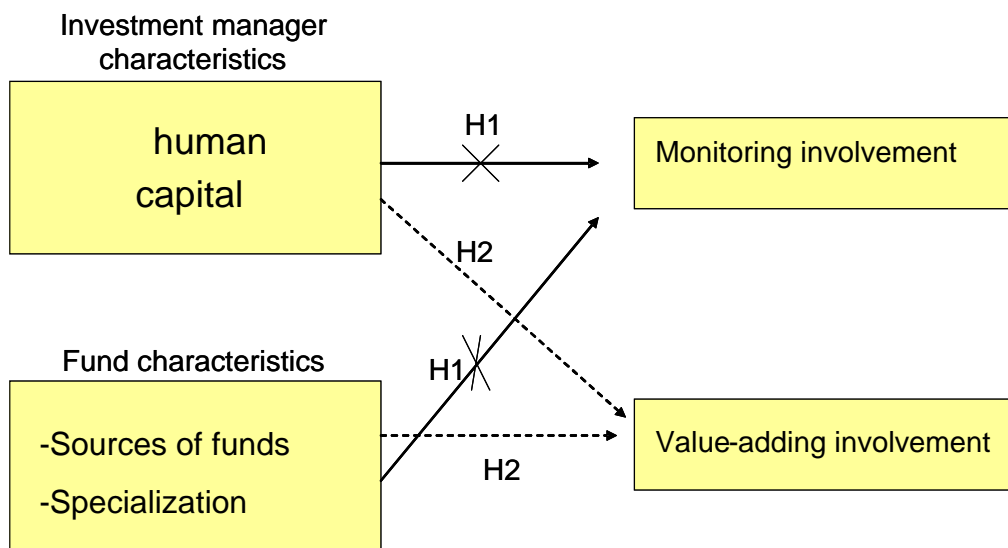 Investment manager
characteristics
human
capital
H1
Monitoring involvement
H2
Fund characteristics
H1
-Sources of funds
-Specialization
H2
Value-adding involvement